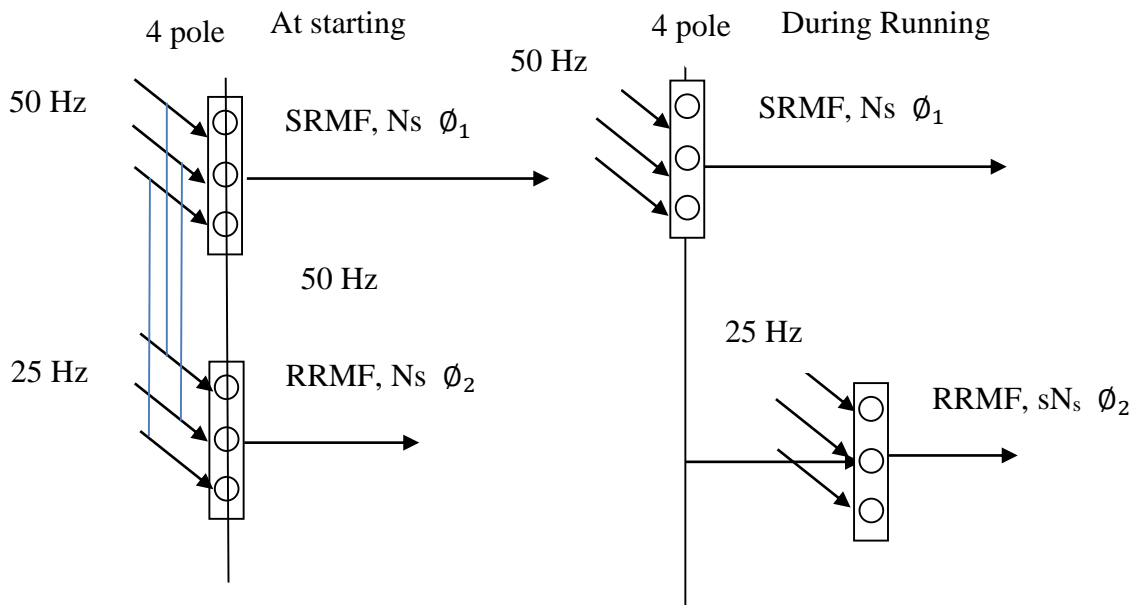 4 pole
At starting
50 Hz
SRMF, Ns ∅₁
50 Hz
25 Hz
RRMF, Ns ∅₂
4 pole
During Running
50 Hz
SRMF, Ns ∅₁
25 Hz
RRMF, sNₛ ∅₂